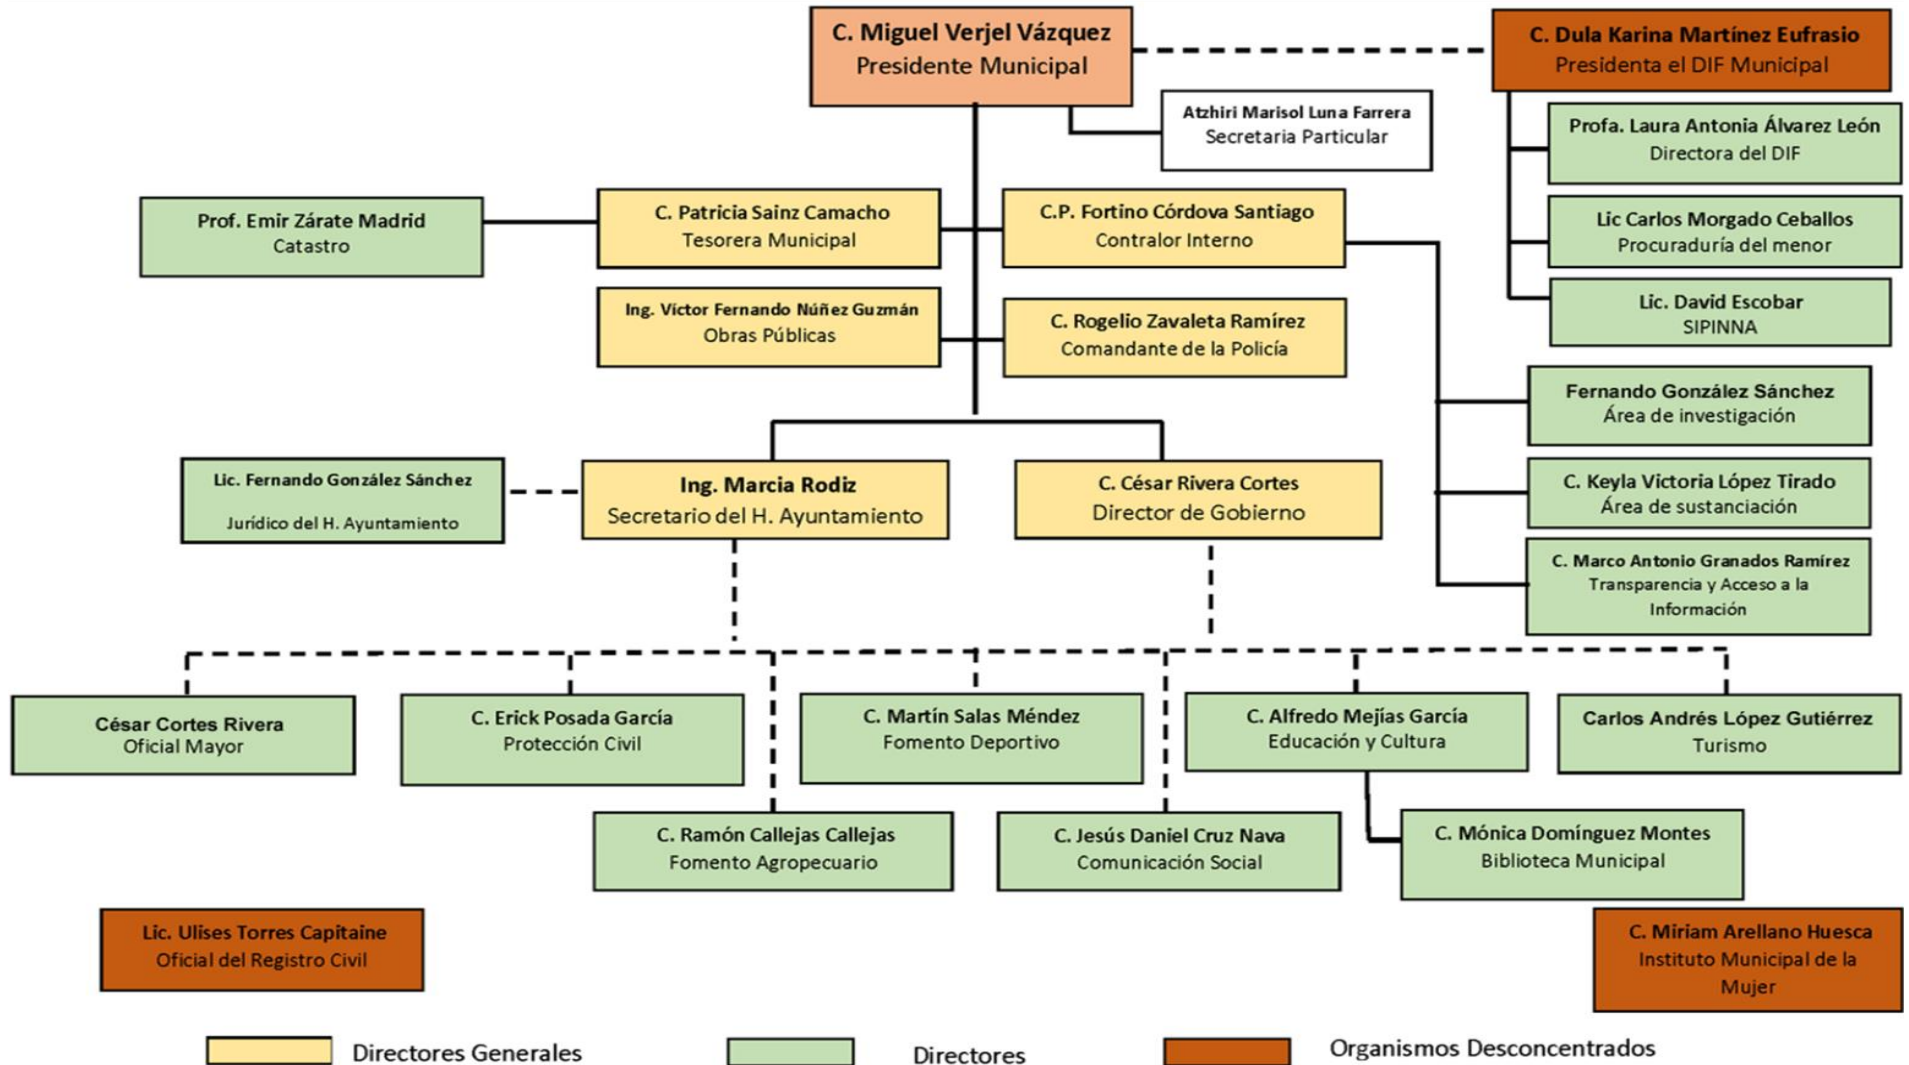 C. Miguel Verjel Vázquez
Presidente Municipal
C. Dula Karina Martínez Eufrasio
Presidenta el DIF Municipal
Atzhiri Marisol Luna Farrera
Secretaria Particular
Profa. Laura Antonia Álvarez León
Directora del DIF
Prof. Emir Zárate Madrid
Catastro
C. Patricia Sainz Camacho
Tesorera Municipal
C.P. Fortino Córdova Santiago
Contralor Interno
Lic Carlos Morgado Ceballos
Procuraduría del menor
Ing. Víctor Fernando Núñez Guzmán
Obras Públicas
C. Rogelio Zavaleta Ramírez
Comandante de la Policía
Lic. David Escobar
SIPINNA
Fernando González Sánchez
Área de investigación
Lic. Fernando González Sánchez
Jurídico del H. Ayuntamiento
Ing. Marcia Rodiz
Secretario del H. Ayuntamiento
C. César Rivera Cortes
Director de Gobierno
C. Keyla Victoria López Tirado
Área de sustanciación
C. Marco Antonio Granados Ramírez
Transparencia y Acceso a la
Información
César Cortes Rivera
Oficial Mayor
C. Erick Posada García
Protección Civil
C. Martín Salas Méndez
Fomento Deportivo
C. Alfredo Mejías García
Educación y Cultura
Carlos Andrés López Gutiérrez
Turismo
C. Ramón Callejas Callejas
Fomento Agropecuario
C. Jesús Daniel Cruz Nava
Comunicación Social
C. Mónica Domínguez Montes
Biblioteca Municipal
Lic. Ulises Torres Capitaine
Oficial del Registro Civil
C. Miriam Arellano Huesca
Instituto Municipal de la
Mujer
Directores Generales
Directores
Organismos Desconcentrados